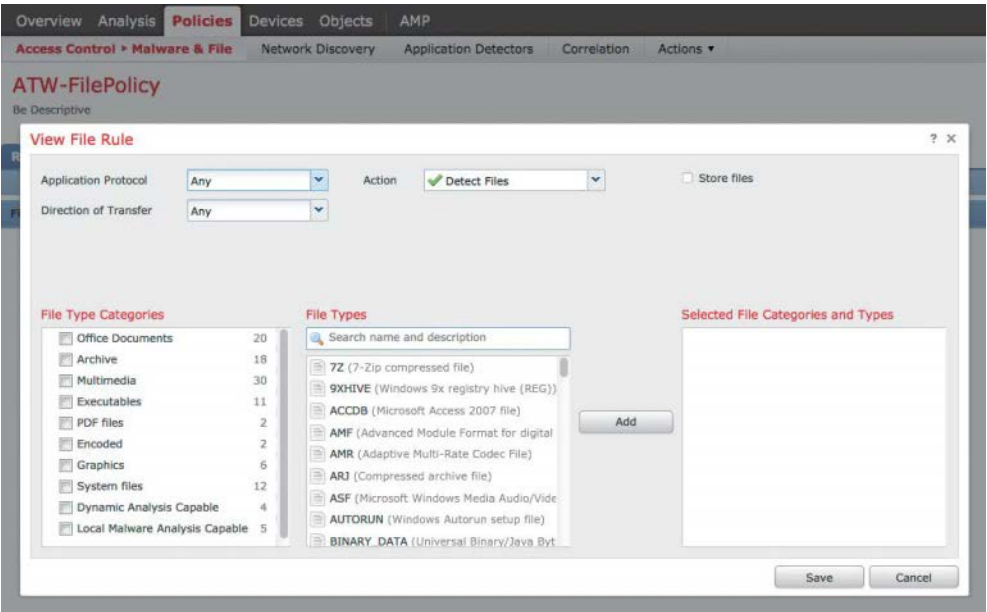 Overview Analysis Policies Devices Objects AMP
Access Control ▸ Malware & File Network Discovery Application Detectors Correlation Actions ▾
ATW-FilePolicy
Be Descriptive
View File Rule ? X
Application Protocol Any Action Detect Files Store files
Direction of Transfer Any
File Type Categories
Office Documents 20
Archive 18
Multimedia 30
Executables 11
PDF files 2
Encoded 2
Graphics 6
System files 12
Dynamic Analysis Capable 4
Local Malware Analysis Capable 5
File Types
Search name and description
7Z (7-Zip compressed file)
9XHIVE (Windows 9x registry hive (REG))
ACCDB (Microsoft Access 2007 file)
AMF (Advanced Module Format for digital
AMR (Adaptive Multi-Rate Codec File)
ARJ (Compressed archive file)
ASF (Microsoft Windows Media Audio/Vide
AUTORUN (Windows Autorun setup file)
BINARY_DATA (Universal Binary/Java Byt
Add
Selected File Categories and Types
Save Cancel